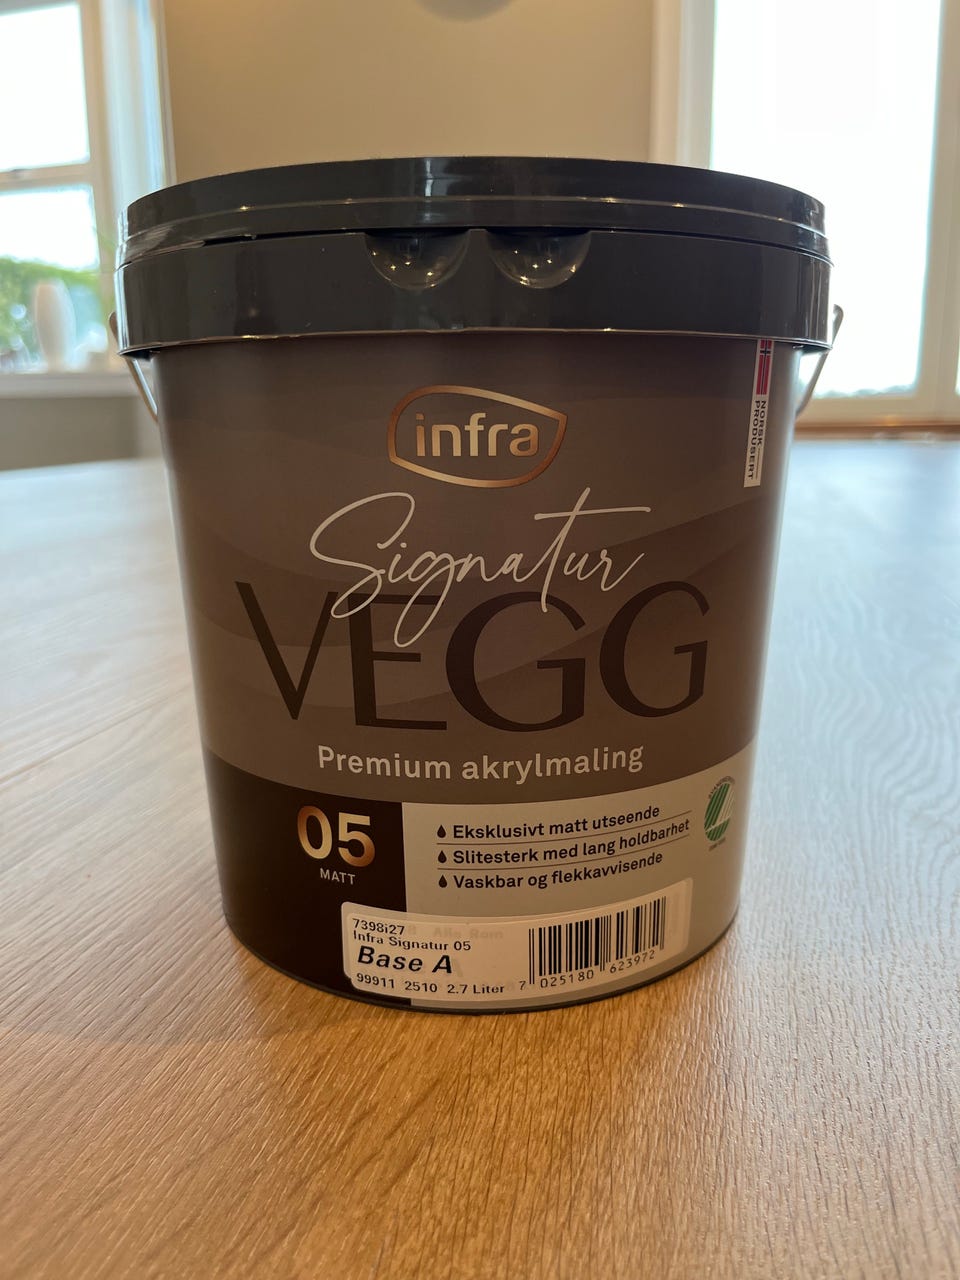 infra
NORSK
PRODUSERT
Signatur
VEGG
Premium akrylmaling
05
MATT
Eksklusivt matt utseende
Slitesterk med lang holdbarhet
Vaskbar og flekkavvisende
7398i27
Infra Signatur 05
Base A
99911 2510 2.7 Liter
7 025180 623972